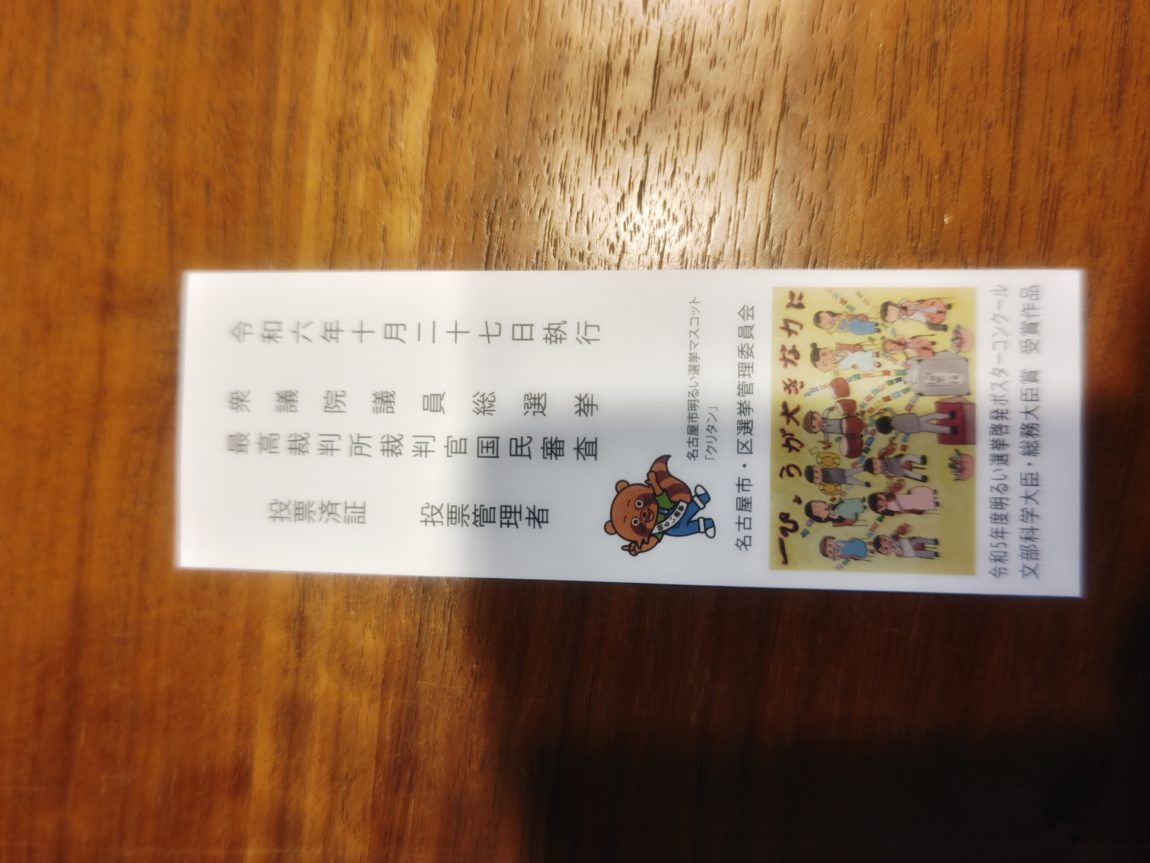 令和六年十月二十七日執行
衆議院議員総選挙
最高裁判所裁判官国民審査
投票済証
投票管理者
名古屋市明るい選挙マスコット
「クリタン」
名古屋市・区選挙管理委員会
一ぴょうが大きな力に
令和5年度明るい選挙啓発ポスターコンクール
文部科学大臣・総務大臣賞 受賞作品